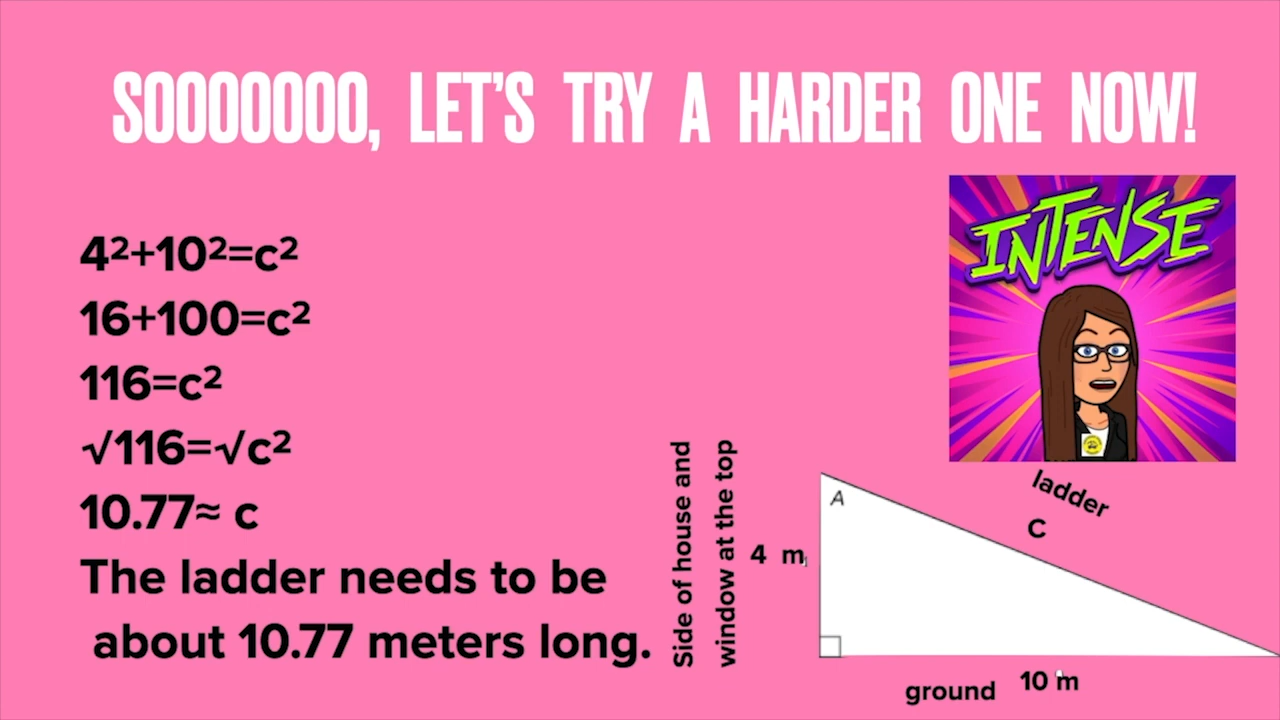 SOOOOOOO, LET'S TRY A HARDER ONE NOW!
INTENSE
4²+10²=c²
16+100=c²
116=c²
√116=√c²
10.77≈ c
The ladder needs to be
about 10.77 meters long.
Side of house and
window at the top
4 m
A
ladder
C
ground 10 m